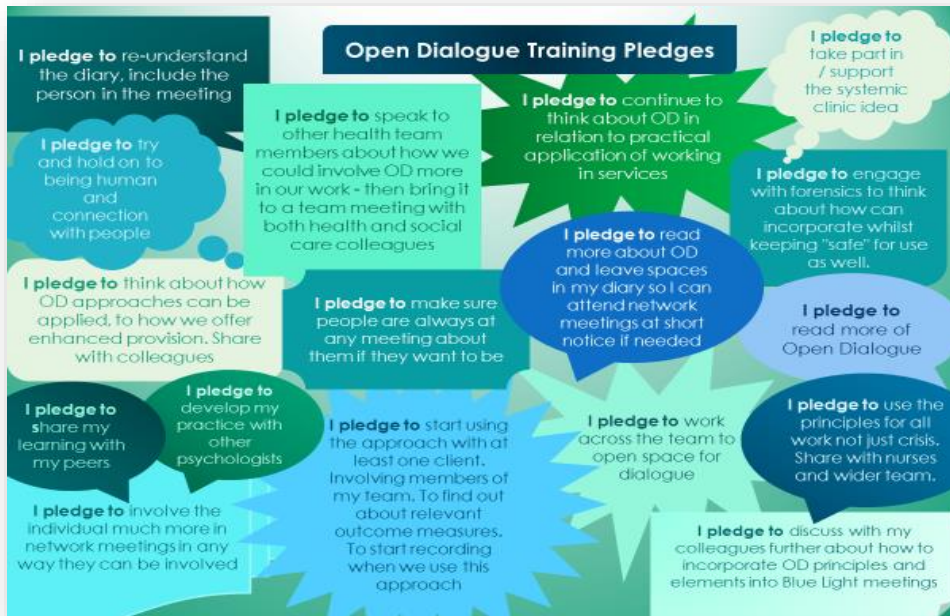 Open Dialogue Training Pledges
I pledge to re-understand
the diary, include the
person in the meeting
I pledge to try
and hold on to
being human
and
connection
with people
I pledge to speak to
other health team
members about how we
could involve OD more
in our work - then bring it
to a team meeting with
both health and social
care colleagues
I pledge to continue to
think about OD in
relation to practical
application of working
in services
I pledge to
take part in
/ support
the systemic
clinic idea
I pledge to engage
with forensics to think
about how can
incorporate whilst
keeping "safe" for use
as well.
I pledge to think about how
OD approaches can be
applied, to how we offer
enhanced provision. Share
with colleagues
I pledge to make sure
people are always at
any meeting about
them if they want to be
I pledge to read
more about OD
and leave spaces
in my diary so I can
attend network
meetings at short
notice if needed
I pledge to
read more of
Open Dialogue
I pledge to
share my
learning with
my peers
I pledge to
develop my
practice with
other
psychologists
I pledge to start using
the approach with at
least one client.
Involving members of
my team. To find out
about relevant
outcome measures.
To start recording
when we use this
approach
I pledge to work
across the team to
open space for
dialogue
I pledge to use the
principles for all
work not just crisis.
Share with nurses
and wider team.
I pledge to involve the
individual much more in
network meetings in any
way they can be involved
I pledge to discuss with my
colleagues further about how to
incorporate OD principles and
elements into Blue Light meetings